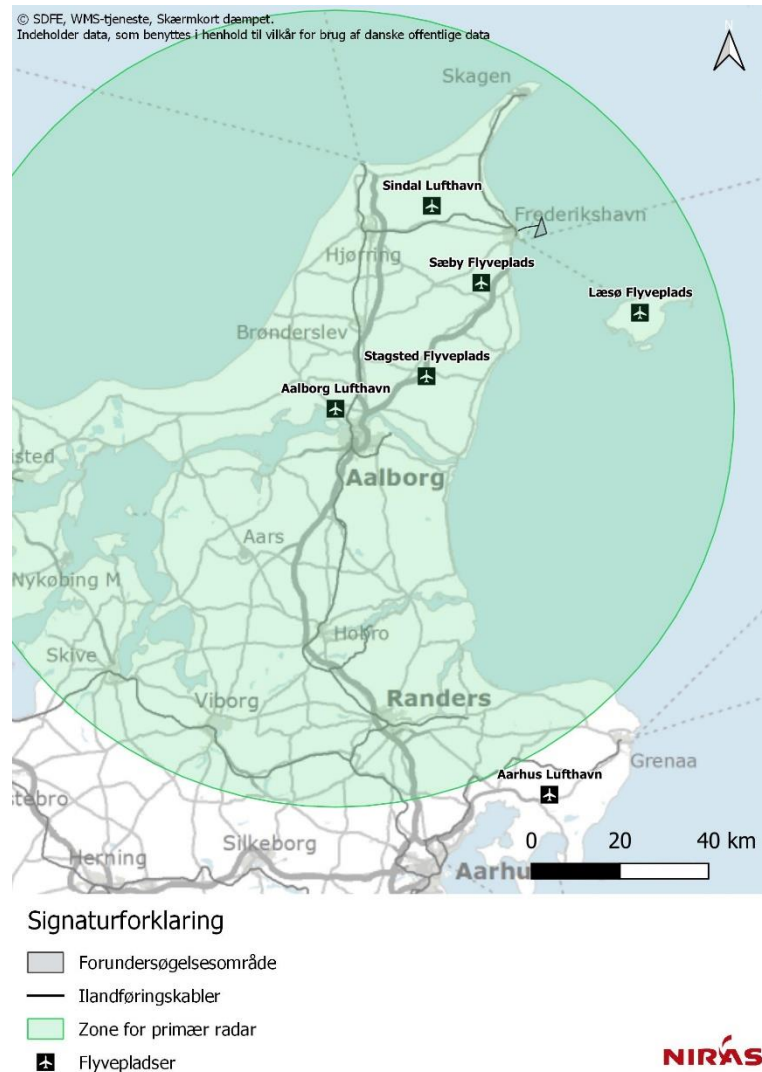 © SDFE, WMS-tjeneste, Skærmkort dæmpet.
Indeholder data, som benyttes i henhold til vilkår for brug af danske offentlige data
N
Skagen
Sindal Lufthavn
Frederikshavn
Hjørring
Sæby Flyveplads
Læsø Flyveplads
Brønderslev
Stagsted Flyveplads
Aalborg Lufthavn
isted
Aalborg
Aars
Nykøbing M
Hobro
Skive
Viborg
Randers
Grenaa
Aarhus Lufthavn
stebro
0 20 40 km
Silkeborg
Herning
Aarhu
Signaturforklaring
Forundersøgelsesområde
Ilandføringskabler
Zone for primær radar
Flyvepladser
NIRAS